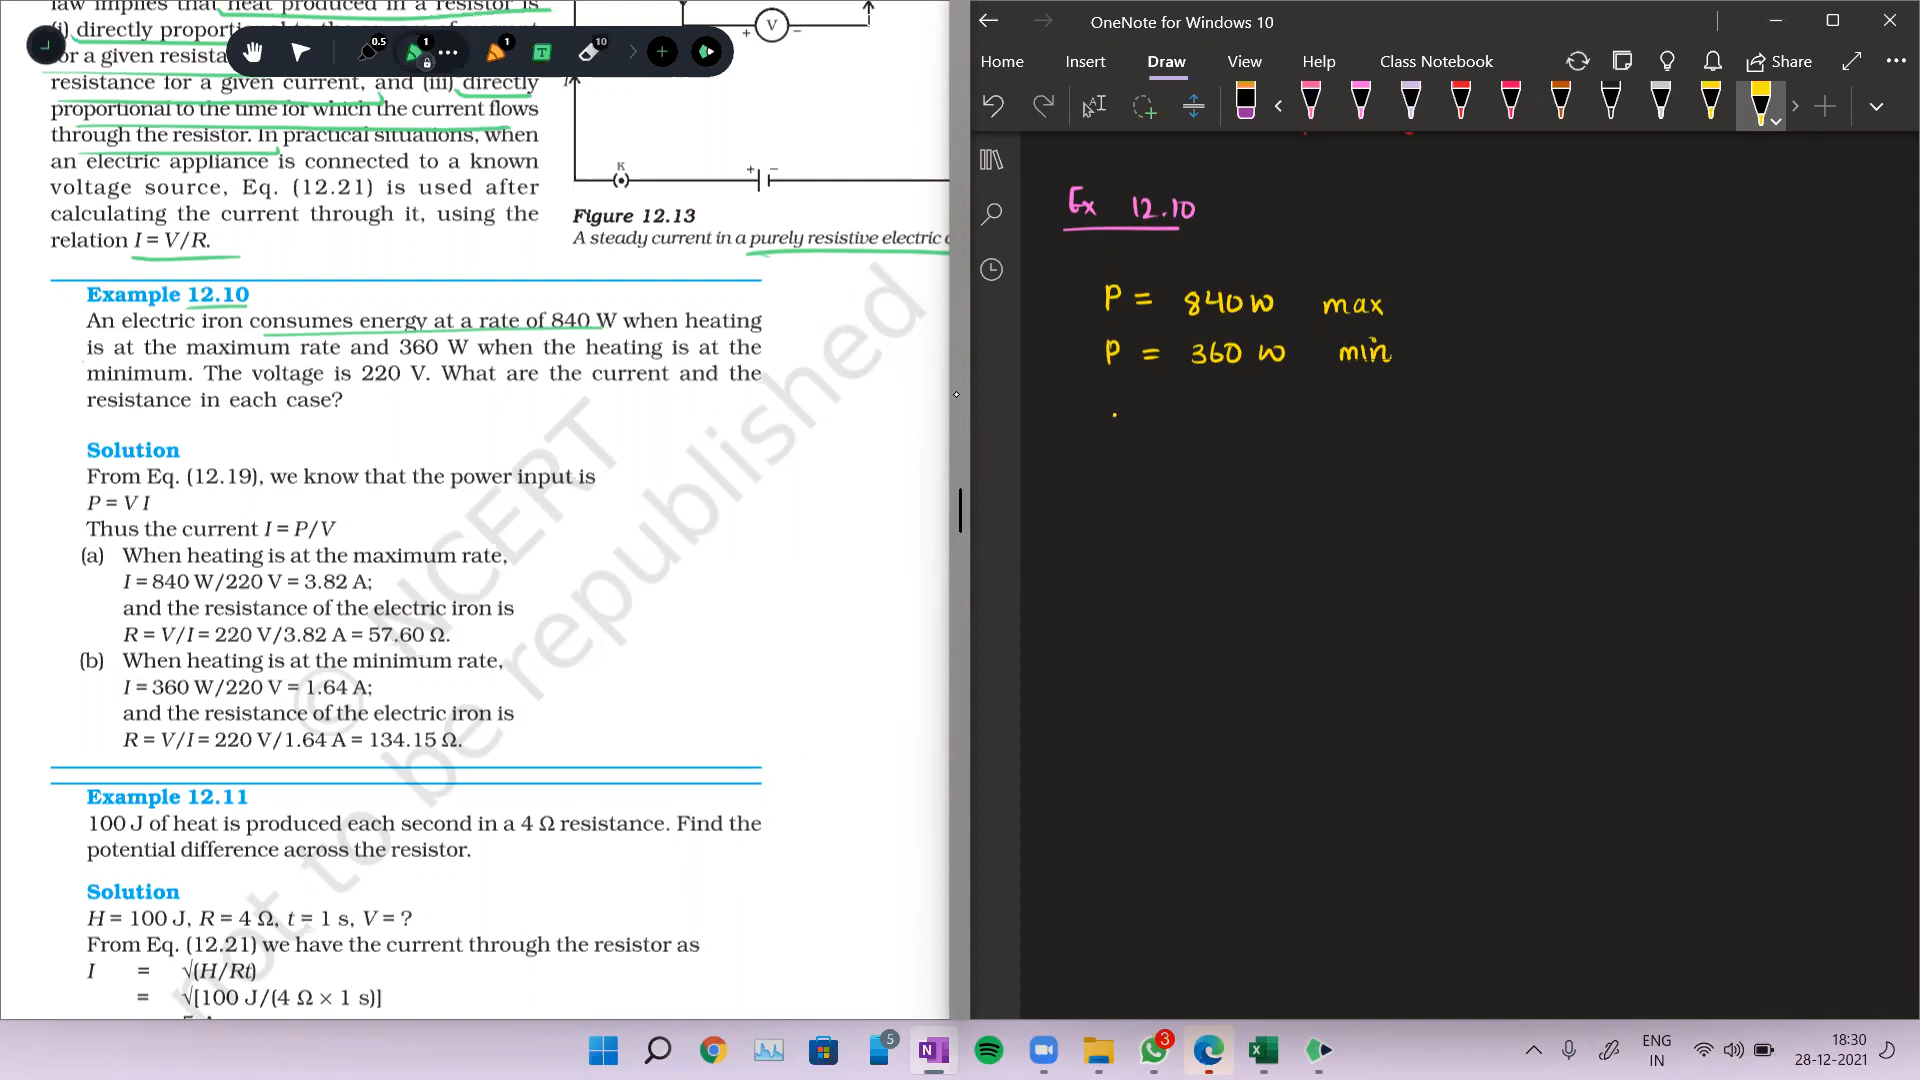 law implies that heat produced in a resistor is
(i) directly proporti
for a given resista
resistance for a given current, and (iii) directly
proportional to the time for which the current flows
through the resistor. In practical situations, when
an electric appliance is connected to a known
voltage source, Eq. (12.21) is used after
calculating the current through it, using the
relation I = V/R.
0.5
1
1
T
10
V
+
−
K
+
−
Figure 12.13
A steady current in a purely resistive electric
Example 12.10
An electric iron consumes energy at a rate of 840 W when heating
is at the maximum rate and 360 W when the heating is at the
minimum. The voltage is 220 V. What are the current and the
resistance in each case?
Solution
From Eq. (12.19), we know that the power input is
P = V I
Thus the current I = P/V
(a) When heating is at the maximum rate,
I = 840 W/220 V = 3.82 A;
and the resistance of the electric iron is
R = V/I = 220 V/3.82 A = 57.60 Ω.
(b) When heating is at the minimum rate,
I = 360 W/220 V = 1.64 A;
and the resistance of the electric iron is
R = V/I = 220 V/1.64 A = 134.15 Ω.
Example 12.11
100 J of heat is produced each second in a 4 Ω resistance. Find the
potential difference across the resistor.
Solution
H = 100 J, R = 4 Ω, t = 1 s, V = ?
From Eq. (12.21) we have the current through the resistor as
I = √(H/Rt)
= √[100 J/(4 Ω × 1 s)]
© NCERT
not to be republished
OneNote for Windows 10
Home Insert Draw View Help Class Notebook Share
Ex 12.10
P = 840 W max
P = 360 W min
5
3
ENG
IN
18:30
28-12-2021